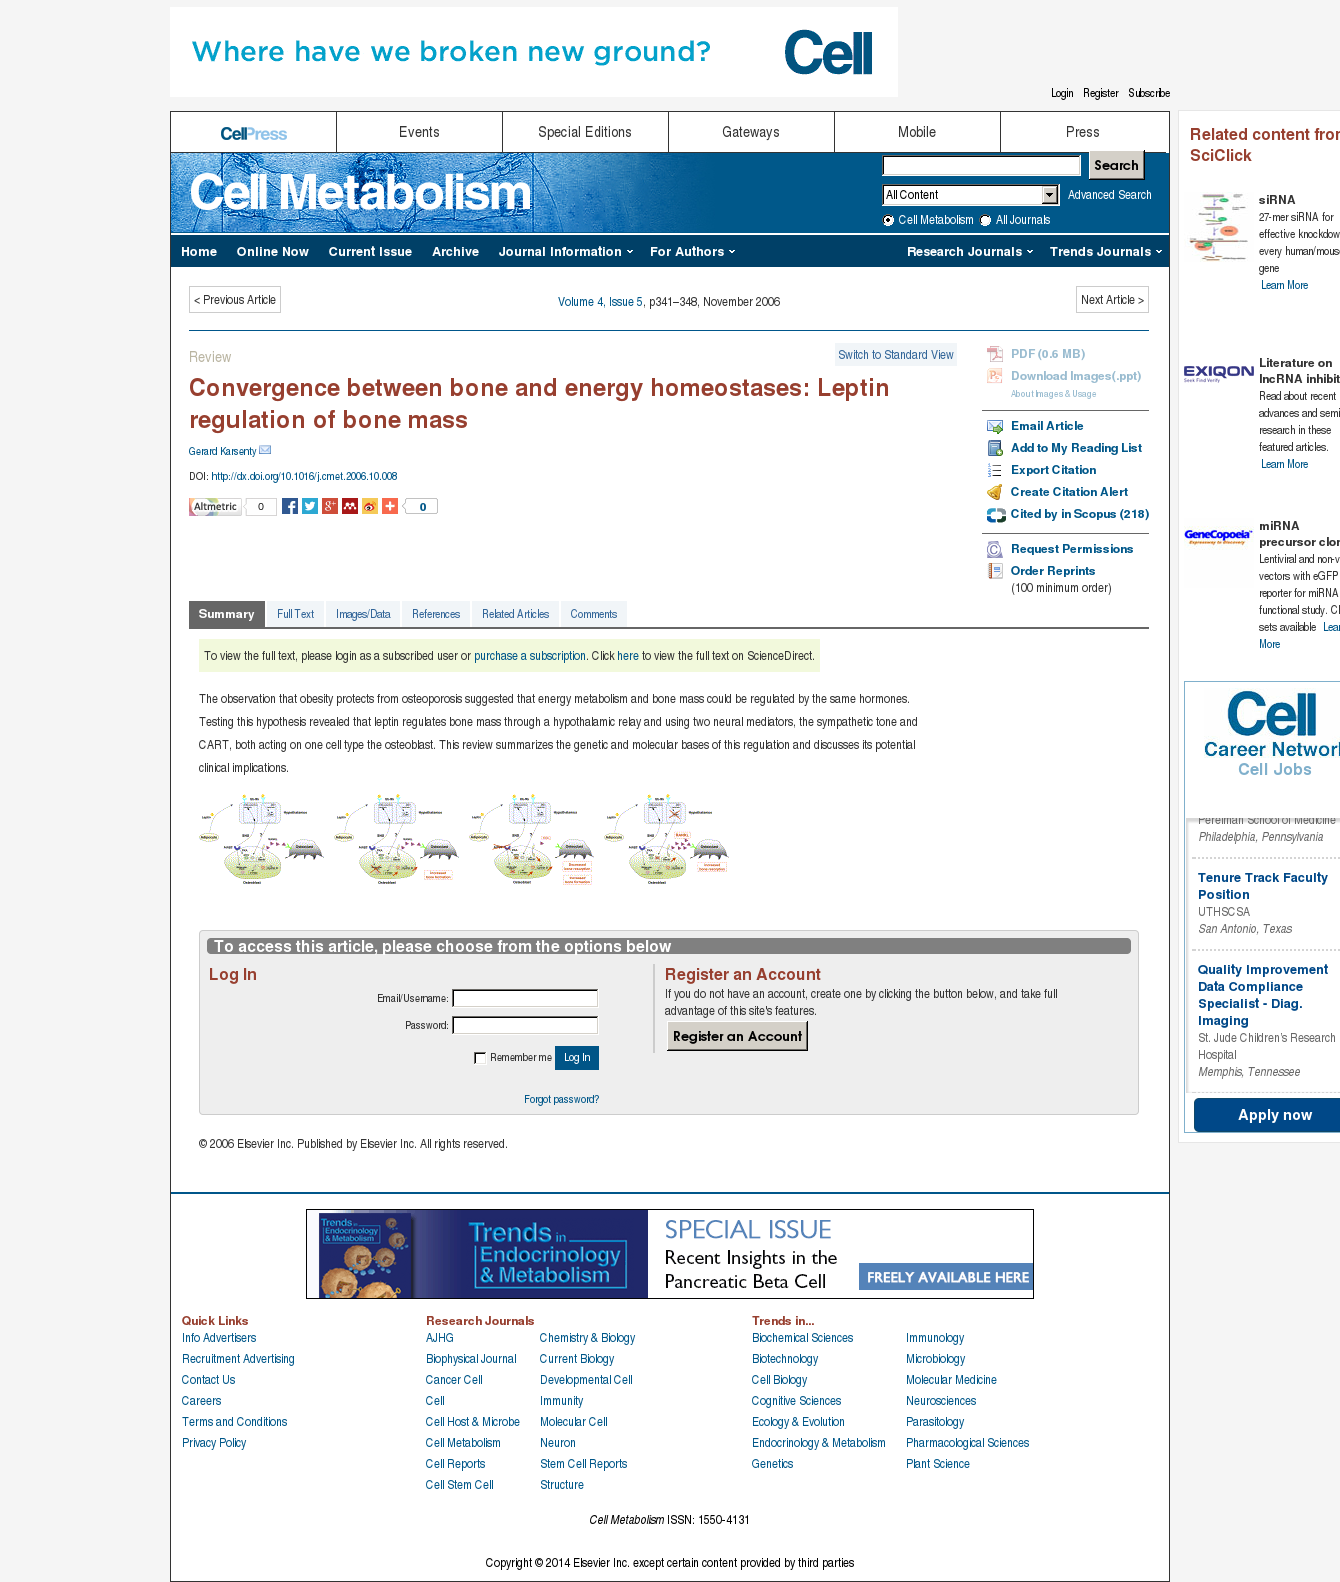 Where have we broken new ground?
Cell
Login Register Subscribe
CellPress Events Special Editions Gateways Mobile Press
Cell Metabolism
Search
All Content Advanced Search
Cell Metabolism All Journals
Home Online Now Current Issue Archive Journal Information For Authors Research Journals Trends Journals
< Previous Article Volume 4, Issue 5, p341–348, November 2006 Next Article >
Review Switch to Standard View
Convergence between bone and energy homeostases: Leptin
regulation of bone mass
Gerard Karsenty
DOI: http://dx.doi.org/10.1016/j.cmet.2006.10.008
Altmetric 0 0
PDF (0.6 MB)
Download Images(.ppt)
About Images & Usage
Email Article
Add to My Reading List
Export Citation
Create Citation Alert
Cited by in Scopus (218)
Request Permissions
Order Reprints
(100 minimum order)
Summary Full Text Images/Data References Related Articles Comments
To view the full text, please login as a subscribed user or purchase a subscription. Click here to view the full text on ScienceDirect.
The observation that obesity protects from osteoporosis suggested that energy metabolism and bone mass could be regulated by the same hormones.
Testing this hypothesis revealed that leptin regulates bone mass through a hypothalamic relay and using two neural mediators, the sympathetic tone and
CART, both acting on one cell type the osteoblast. This review summarizes the genetic and molecular bases of this regulation and discusses its potential
clinical implications.
To access this article, please choose from the options below
Log In
Email/Username:
Password:
Remember me Log In
Forgot password?
Register an Account
If you do not have an account, create one by clicking the button below, and take full
advantage of this site's features.
Register an Account
© 2006 Elsevier Inc. Published by Elsevier Inc. All rights reserved.
Related content from
SciClick
siRNA
27-mer siRNA for
effective knockdow
every human/mouse
gene
Learn More
EXIQON
Seek Find Verify
Literature on
lncRNA inhibit
Read about recent
advances and semi
research in these
featured articles.
Learn More
GeneCopoeia
Expressway to Discovery
miRNA
precursor clon
Lentiviral and non-v
vectors with eGFP
reporter for miRNA
functional study. Cl
sets available Lear
More
Cell
Career Network
Cell Jobs
Perelman School of Medicine
Philadelphia, Pennsylvania
Tenure Track Faculty
Position
UTHSCSA
San Antonio, Texas
Quality Improvement
Data Compliance
Specialist - Diag.
Imaging
St. Jude Children's Research
Hospital
Memphis, Tennessee
Apply now
Trends in
Endocrinology
& Metabolism
Trends in
Endocrinology
& Metabolism
SPECIAL ISSUE
Recent Insights in the
Pancreatic Beta Cell
FREELY AVAILABLE HERE
Quick Links
Info Advertisers
Recruitment Advertising
Contact Us
Careers
Terms and Conditions
Privacy Policy
Research Journals
AJHG Chemistry & Biology
Biophysical Journal Current Biology
Cancer Cell Developmental Cell
Cell Immunity
Cell Host & Microbe Molecular Cell
Cell Metabolism Neuron
Cell Reports Stem Cell Reports
Cell Stem Cell Structure
Trends in...
Biochemical Sciences Immunology
Biotechnology Microbiology
Cell Biology Molecular Medicine
Cognitive Sciences Neurosciences
Ecology & Evolution Parasitology
Endocrinology & Metabolism Pharmacological Sciences
Genetics Plant Science
Cell Metabolism ISSN: 1550-4131
Copyright © 2014 Elsevier Inc. except certain content provided by third parties